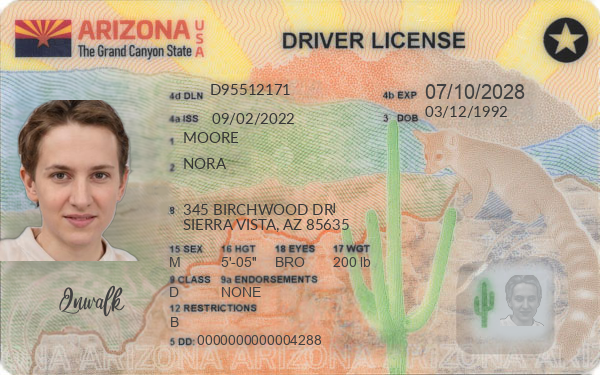 ARIZONA USA
The Grand Canyon State
DRIVER LICENSE
4d DLN D95512171
4b EXP 07/10/2028
4a ISS 09/02/2022
3 DOB 03/12/1992
1 MOORE
2 NORA
8 345 BIRCHWOOD DR
SIERRA VISTA, AZ 85635
15 SEX 16 HGT 18 EYES 17 WGT
M 5'-05" BRO 200 lb
9 CLASS 9a ENDORSEMENTS
D NONE
12 RESTRICTIONS
B
5 DD: 0000000000004288
ARIZONA ARIZONA ARIZONA ARIZONA